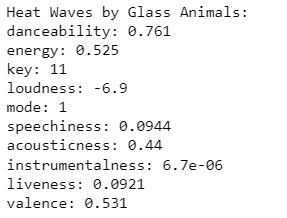 Heat Waves by Glass Animals:
danceability: 0.761
energy: 0.525
key: 11
loudness: -6.9
mode: 1
speechiness: 0.0944
acousticness: 0.44
instrumentalness: 6.7e-06
liveness: 0.0921
valence: 0.531